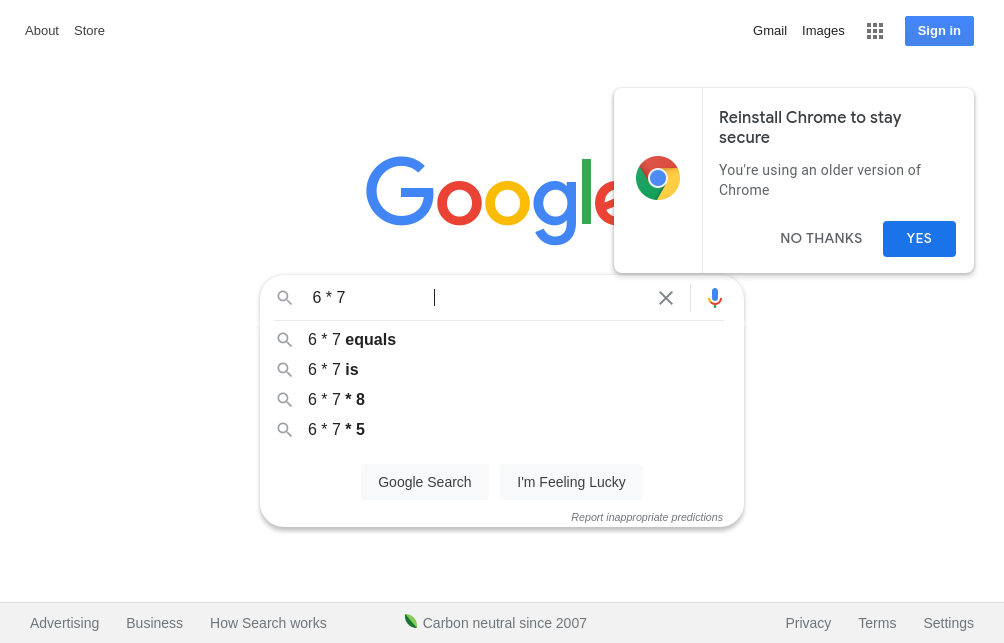 About Store Gmail Images Sign in
Reinstall Chrome to stay
secure
You're using an older version of
Chrome
NO THANKS YES
Google
6 * 7
6 * 7 equals
6 * 7 is
6 * 7 * 8
6 * 7 * 5
Google Search I'm Feeling Lucky
Report inappropriate predictions
Advertising Business How Search works Carbon neutral since 2007 Privacy Terms Settings